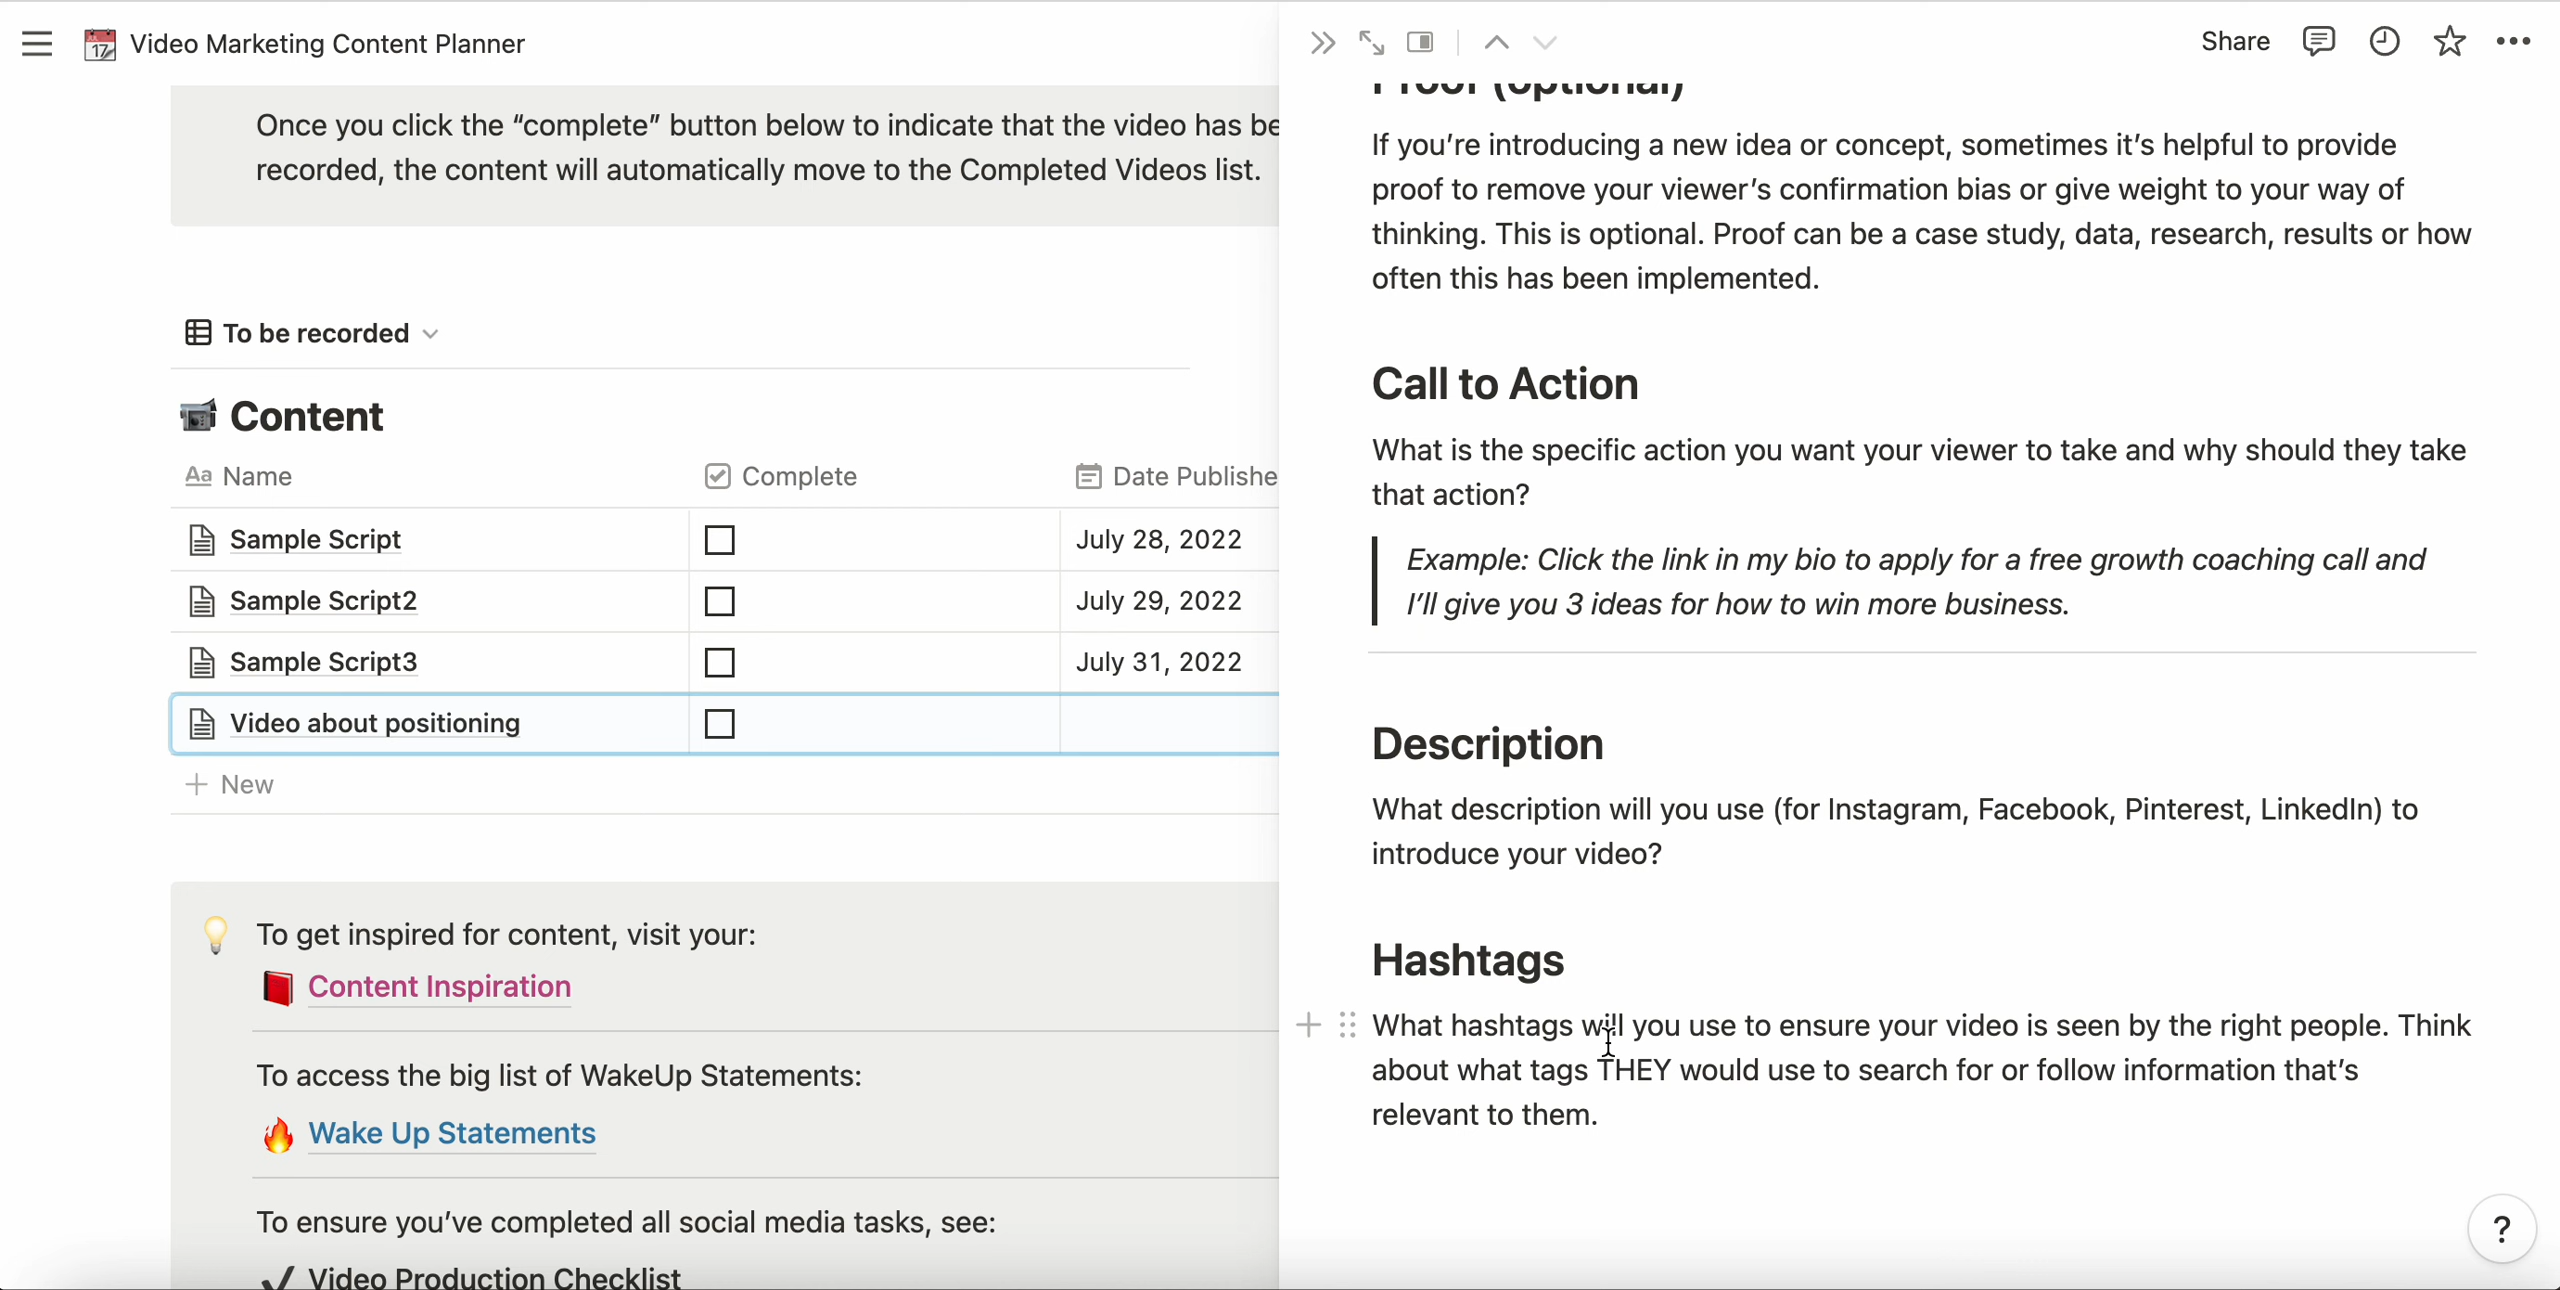 Video Marketing Content Planner
Once you click the “complete” button below to indicate that the video has be
recorded, the content will automatically move to the Completed Videos list.
To be recorded
Content
Aa Name Complete Date Publishe
Sample Script July 28, 2022
Sample Script2 July 29, 2022
Sample Script3 July 31, 2022
Video about positioning
+ New
To get inspired for content, visit your:
Content Inspiration
To access the big list of WakeUp Statements:
Wake Up Statements
To ensure you’ve completed all social media tasks, see:
Video Production Checklist
Share
Proof (optional)
If you’re introducing a new idea or concept, sometimes it’s helpful to provide
proof to remove your viewer’s confirmation bias or give weight to your way of
thinking. This is optional. Proof can be a case study, data, research, results or how
often this has been implemented.
Call to Action
What is the specific action you want your viewer to take and why should they take
that action?
Example: Click the link in my bio to apply for a free growth coaching call and
I’ll give you 3 ideas for how to win more business.
Description
What description will you use (for Instagram, Facebook, Pinterest, LinkedIn) to
introduce your video?
Hashtags
What hashtags will you use to ensure your video is seen by the right people. Think
about what tags THEY would use to search for or follow information that’s
relevant to them.
?